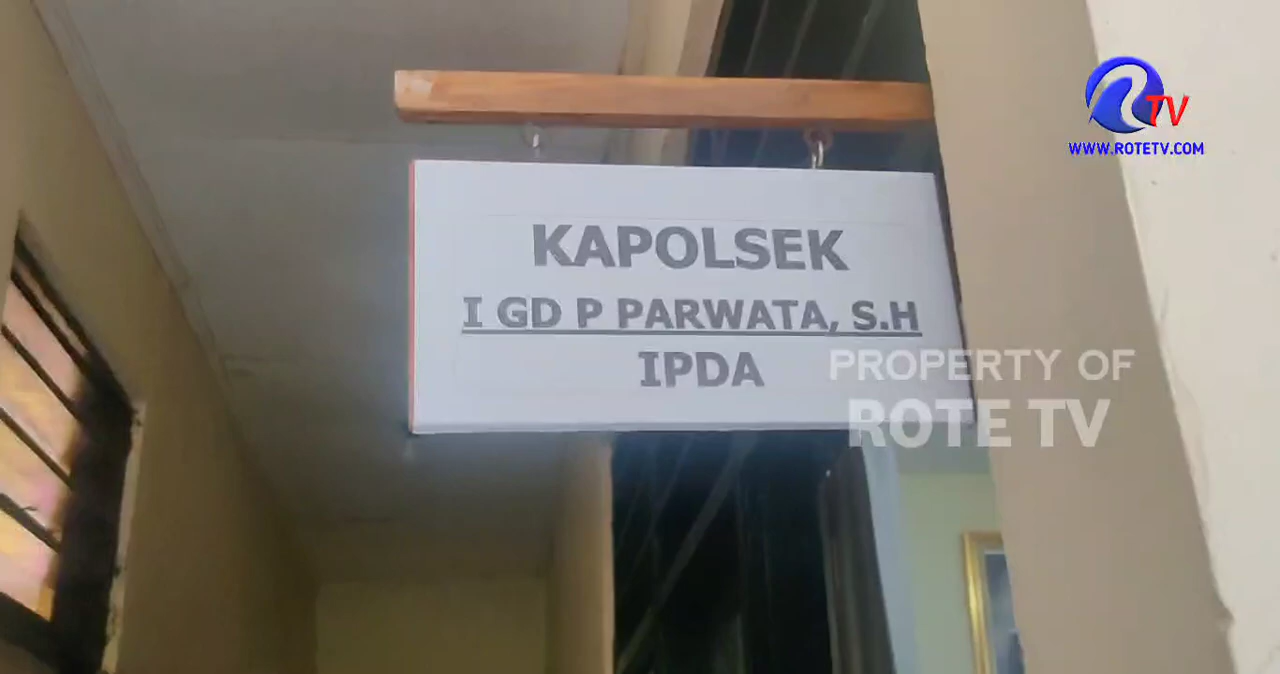 TV
WWW.ROTETV.COM
KAPOLSEK
I GD P PARWATA, S.H
IPDA
PROPERTY OF
ROTE TV